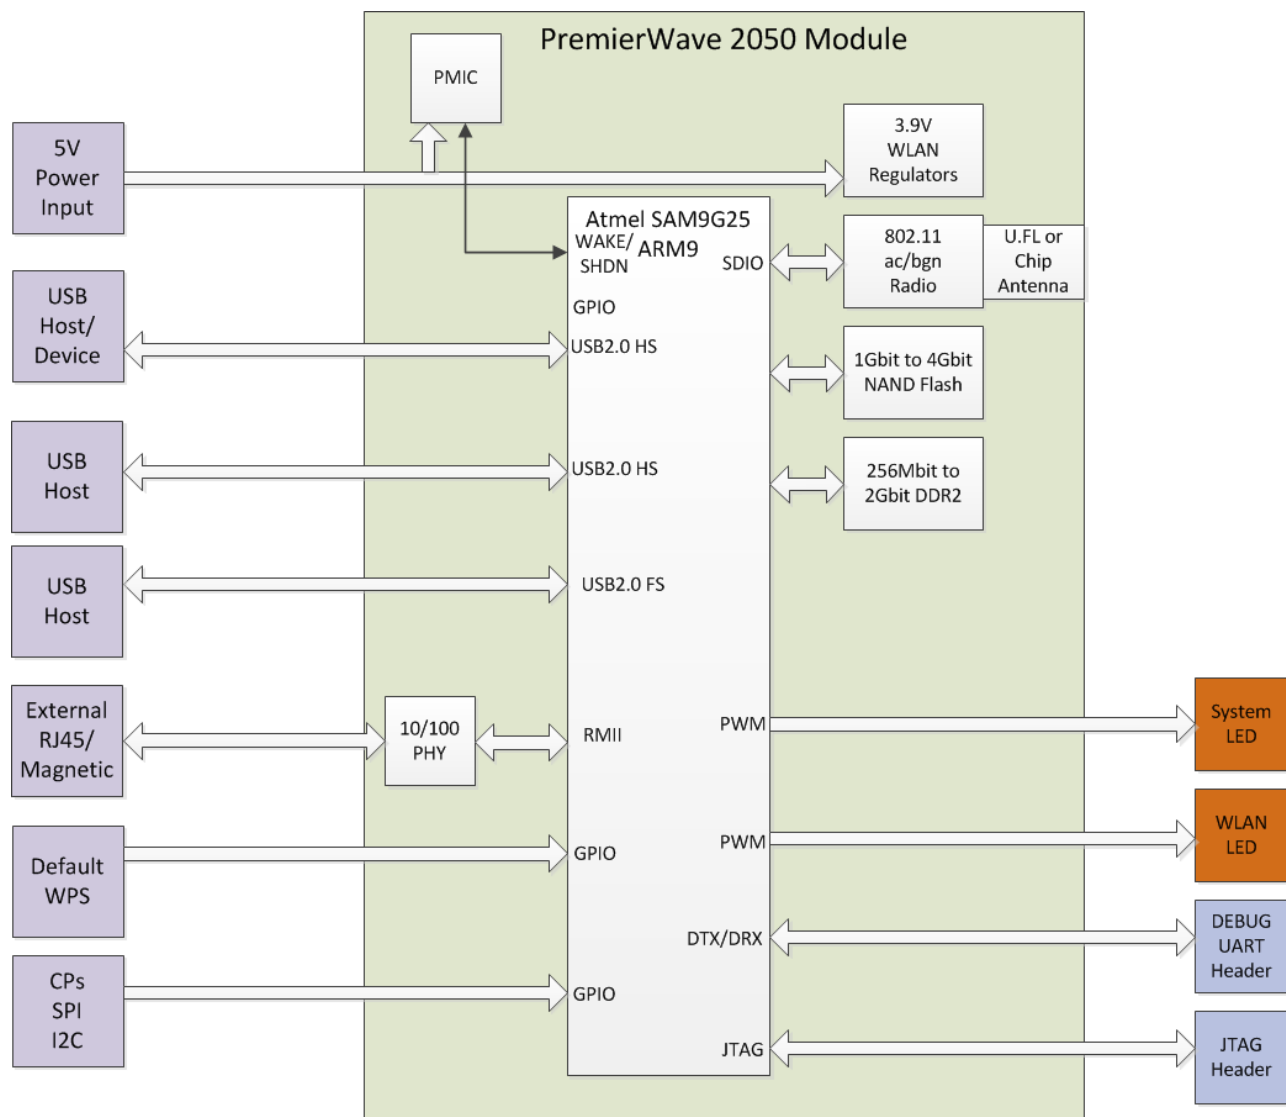 PremierWave 2050 Module
PMIC
5V
Power
Input
3.9V
WLAN
Regulators
Atmel SAM9G25
ARM9
WAKE/
SHDN
SDIO
802.11
ac/bgn
Radio
U.FL or
Chip
Antenna
GPIO
USB
Host/
Device
USB2.0 HS
1Gbit to 4Gbit
NAND Flash
USB
Host
USB2.0 HS
256Mbit to
2Gbit DDR2
USB
Host
USB2.0 FS
External
RJ45/
Magnetic
10/100
PHY
RMII
PWM
System
LED
Default
WPS
GPIO
PWM
WLAN
LED
DTX/DRX
DEBUG
UART
Header
CPs
SPI
I2C
GPIO
JTAG
JTAG
Header